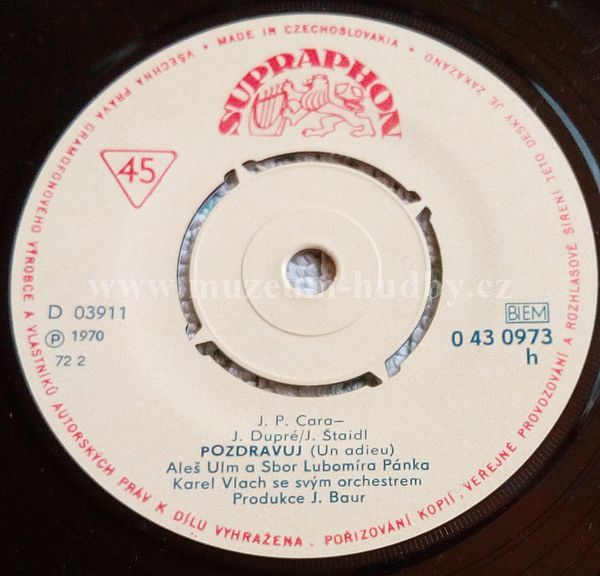 • MADE IN CZECHOSLOVAKIA •
VŠECHNA PRÁVA GRAMOFONOVÉHO VÝROBCE A VLASTNÍKŮ AUTORSKÝCH PRÁV K DÍLU VYHRAŽENA. POŘIZOVÁNÍ KOPIÍ, VEŘEJNÉ PROVOZOVÁNÍ A ROZHLASOVÉ ŠÍŘENÍ TÉTO DESKY JE ZAKÁZÁNO
SUPRAPHON
45
www.muzeum-hudby.cz
D 03911
Ⓟ 1970
72 2
BIEM
0 43 0973
h
J. P. Cara–
J. Dupré/J. Štaidl
POZDRAVUJ (Un adieu)
Aleš Ulm a Sbor Lubomíra Pánka
Karel Vlach se svým orchestrem
Produkce J. Baur